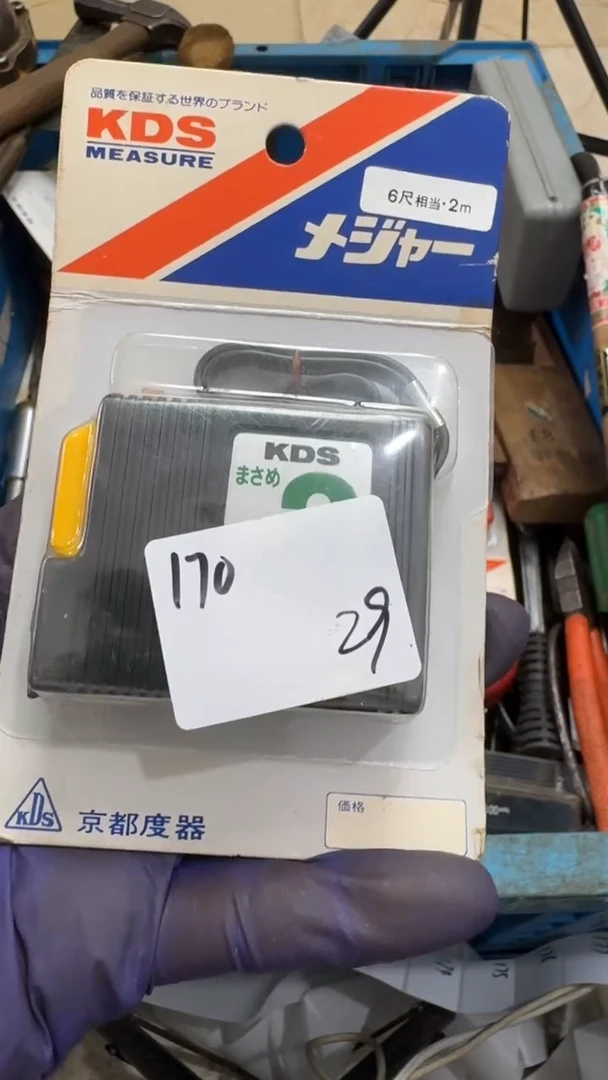 品質を保証する世界のブランド
KDS
MEASURE
6尺相当・2m
メジャー
KDS
まさめ
170
29
KDS
京都度器
価格